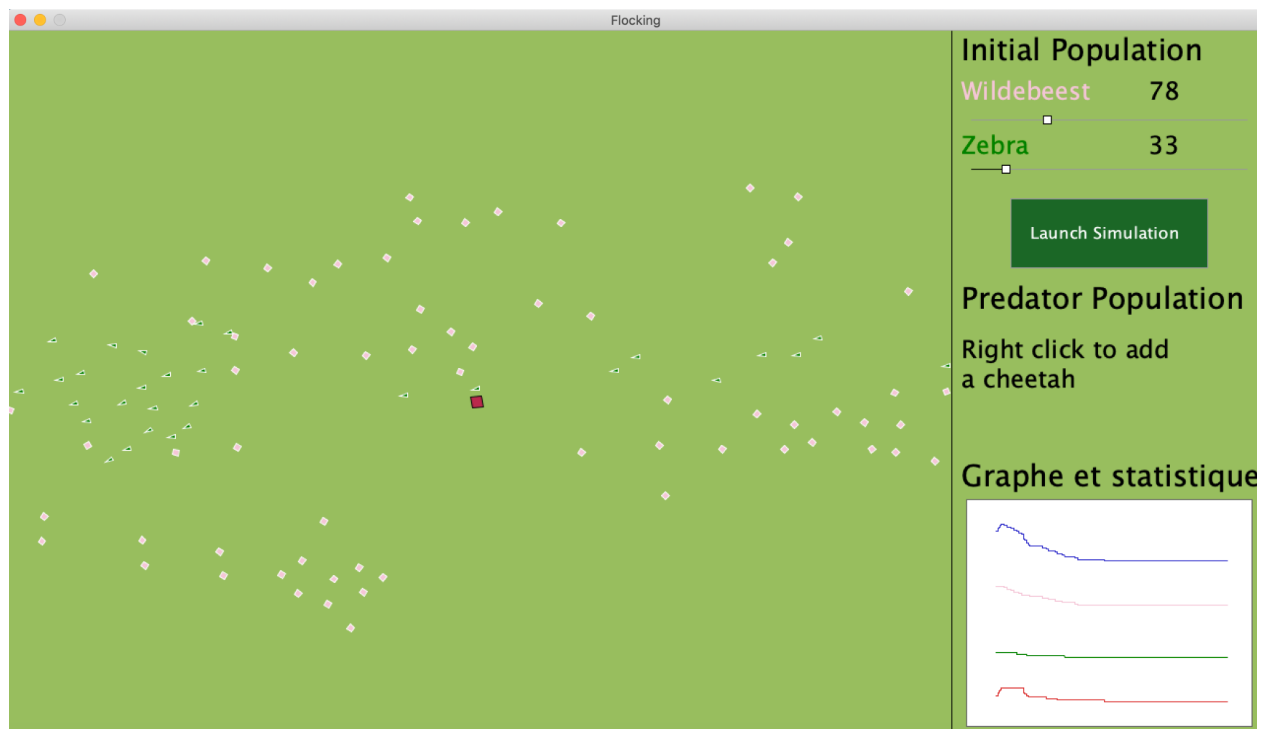 Flocking
Initial Population
Wildebeest 78
Zebra 33
Launch Simulation
Predator Population
Right click to add
a cheetah
Graphe et statistique